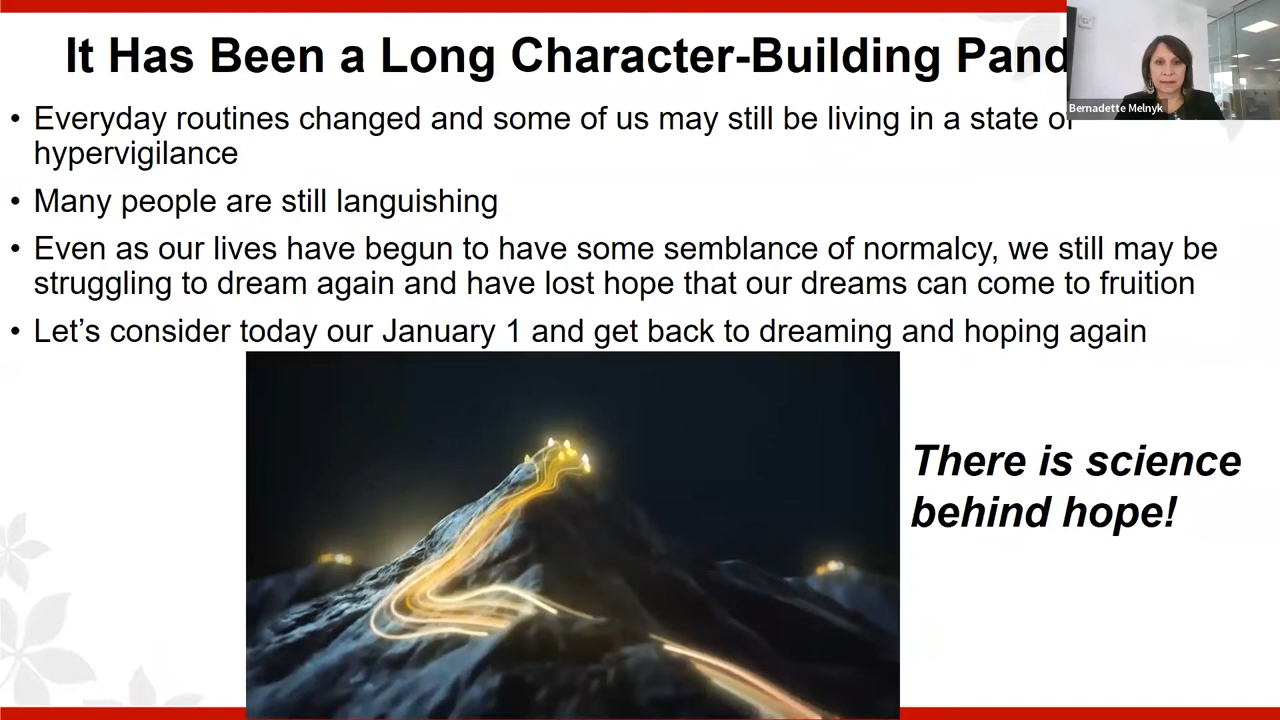 It Has Been a Long Character-Building Pand
Bernadette Melnyk
• Everyday routines changed and some of us may still be living in a state of
hypervigilance
• Many people are still languishing
• Even as our lives have begun to have some semblance of normalcy, we still may be
struggling to dream again and have lost hope that our dreams can come to fruition
• Let’s consider today our January 1 and get back to dreaming and hoping again
There is science
behind hope!